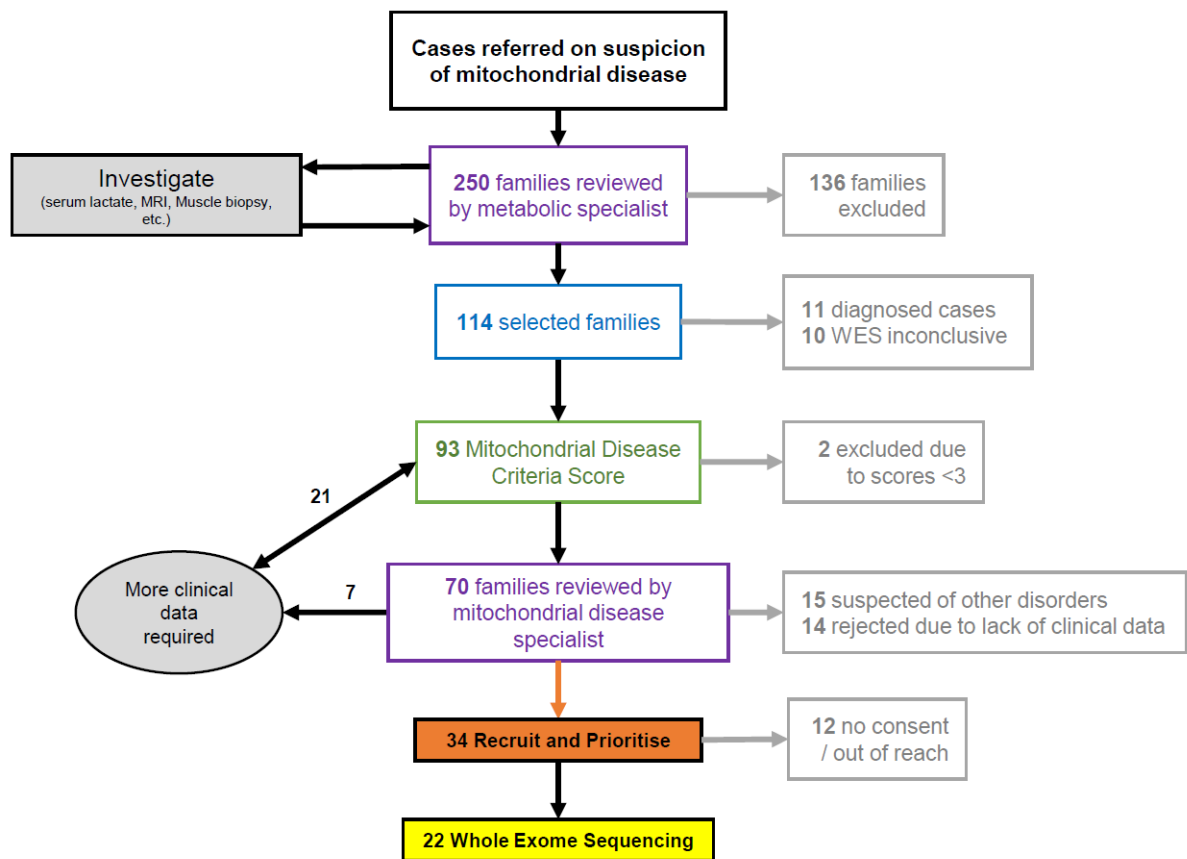 Cases referred on suspicion
of mitochondrial disease
Investigate
(serum lactate, MRI, Muscle biopsy,
etc.)
250 families reviewed
by metabolic specialist
136 families
excluded
114 selected families
11 diagnosed cases
10 WES inconclusive
93 Mitochondrial Disease
Criteria Score
2 excluded due
to scores <3
21
More clinical
data
required
7
70 families reviewed by
mitochondrial disease
specialist
15 suspected of other disorders
14 rejected due to lack of clinical data
34 Recruit and Prioritise
12 no consent
/ out of reach
22 Whole Exome Sequencing